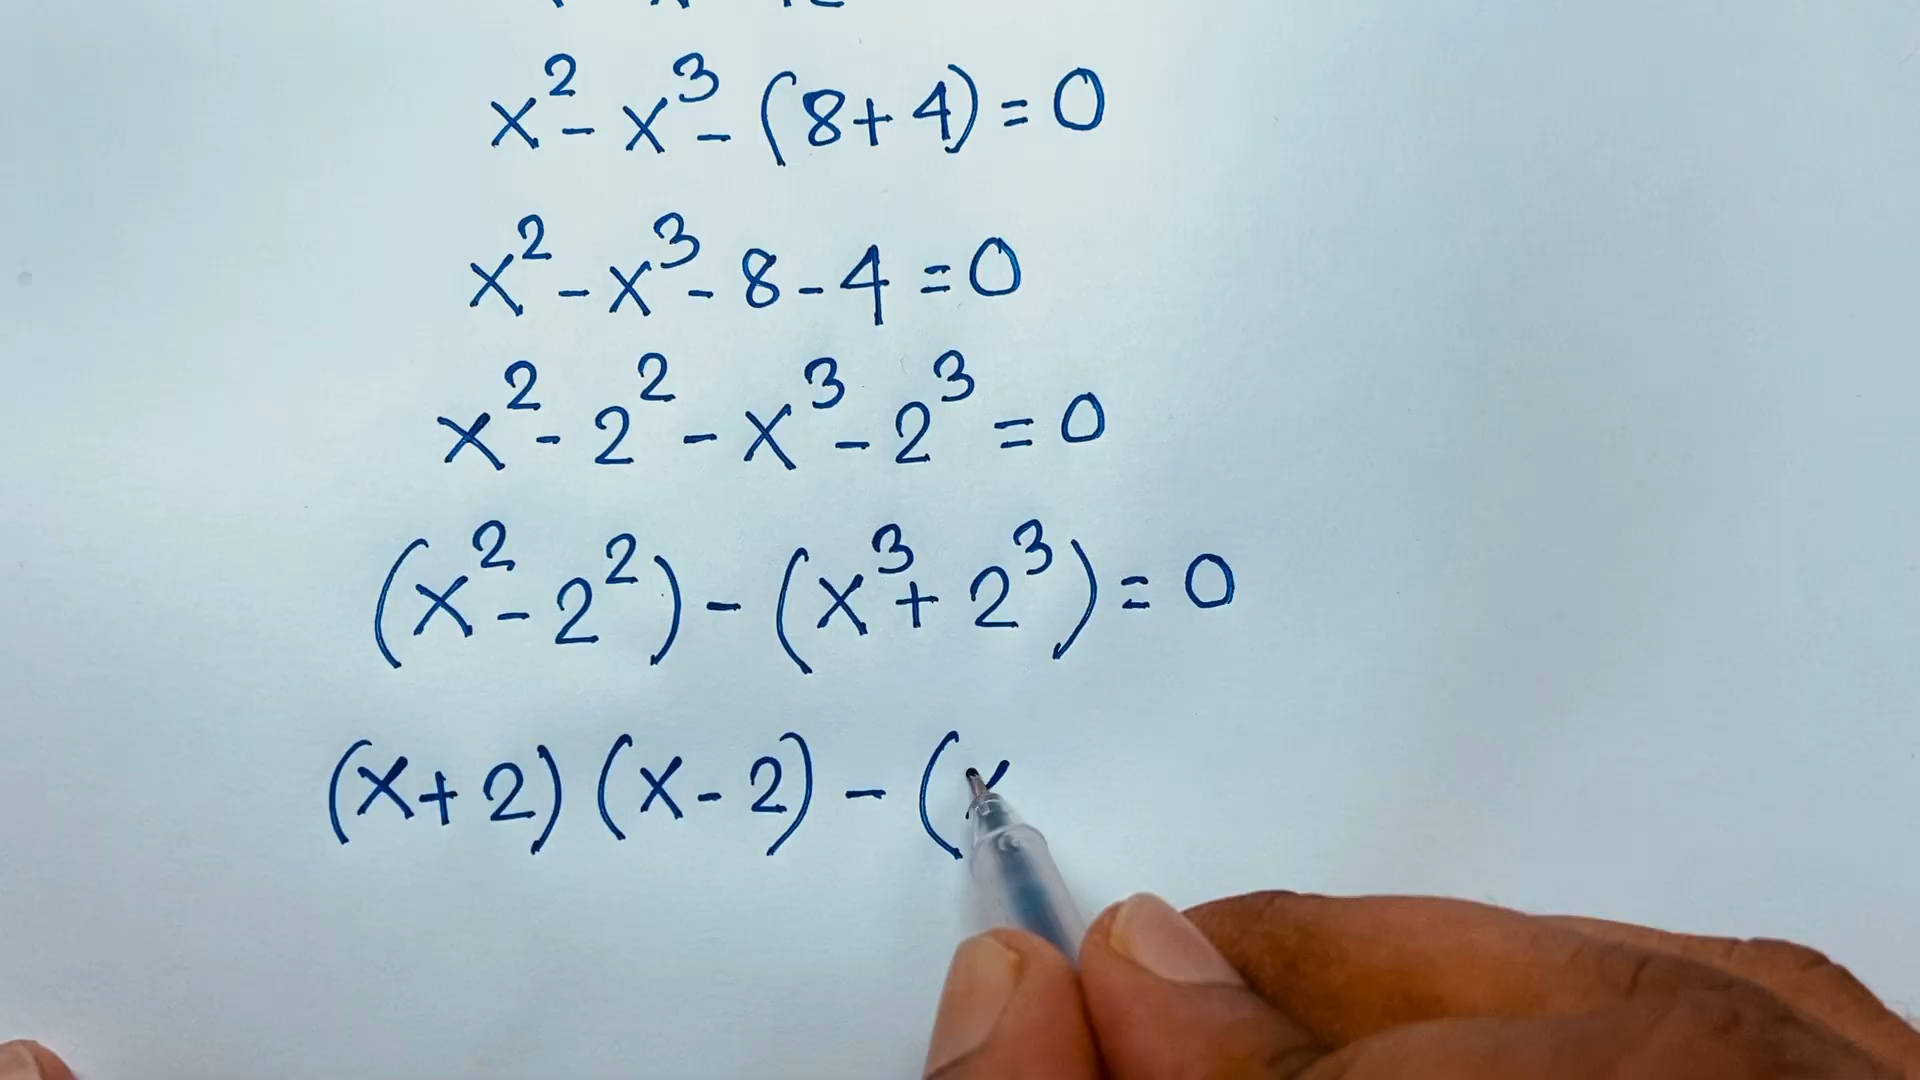 x² - x³ - (8 + 4) = 0
x² - x³ - 8 - 4 = 0
x² - 2² - x³ - 2³ = 0
(x² - 2²) - (x³ + 2³) = 0
(x + 2) (x - 2) - (x